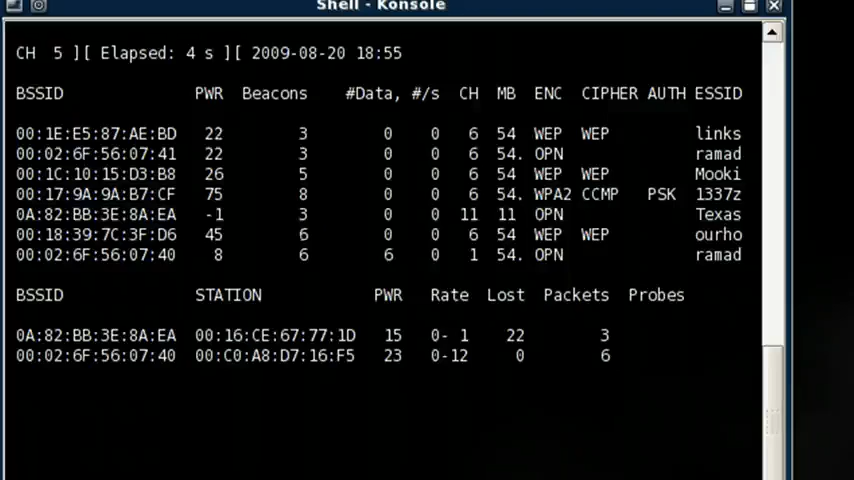 Shell - Konsole
CH 5 ][ Elapsed: 4 s ][ 2009-08-20 18:55
BSSID PWR Beacons #Data, #/s CH MB ENC CIPHER AUTH ESSID
00:1E:E5:87:AE:BD 22 3 0 0 6 54 WEP WEP links
00:02:6F:56:07:41 22 3 0 0 6 54. OPN ramad
00:1C:10:15:D3:B8 26 5 0 0 6 54 WEP WEP Mooki
00:17:9A:9A:B7:CF 75 8 0 0 6 54. WPA2 CCMP PSK 1337z
0A:82:BB:3E:8A:EA -1 3 0 0 11 11 OPN Texas
00:18:39:7C:3F:D6 45 6 0 0 6 54 WEP WEP ourho
00:02:6F:56:07:40 8 6 6 0 1 54. OPN ramad
BSSID STATION PWR Rate Lost Packets Probes
0A:82:BB:3E:8A:EA 00:16:CE:67:77:1D 15 0- 1 22 3
00:02:6F:56:07:40 00:C0:A8:D7:16:F5 23 0-12 0 6